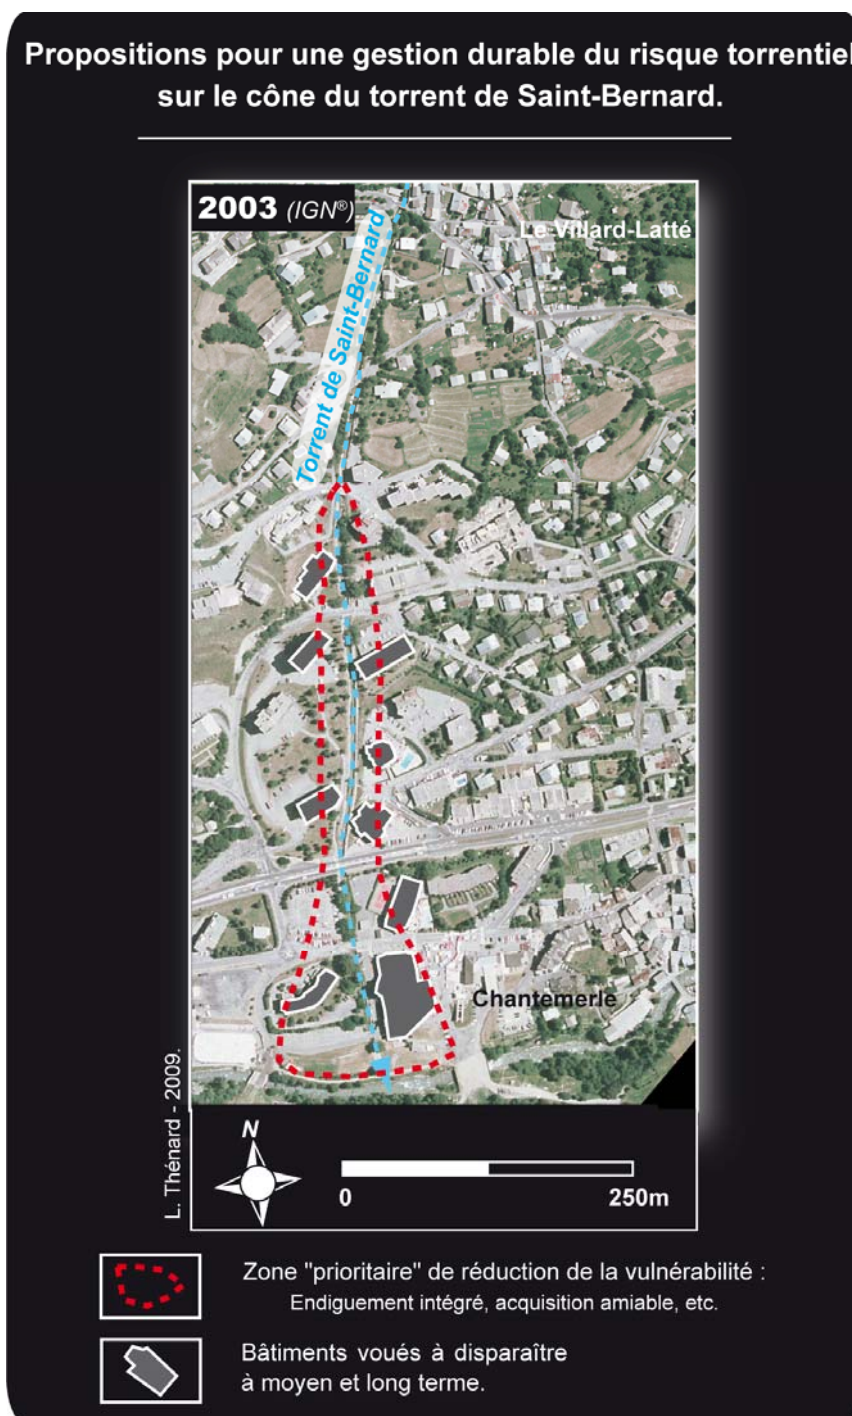 Propositions pour une gestion durable du risque torrentiel
sur le cône du torrent de Saint-Bernard.
2003 (IGN®)
Le Villard-Latté
Torrent de Saint-Bernard
Chantemerle
L. Thénard - 2009.
N
0 250m
Zone "prioritaire" de réduction de la vulnérabilité :
Endiguement intégré, acquisition amiable, etc.
Bâtiments voués à disparaître
à moyen et long terme.